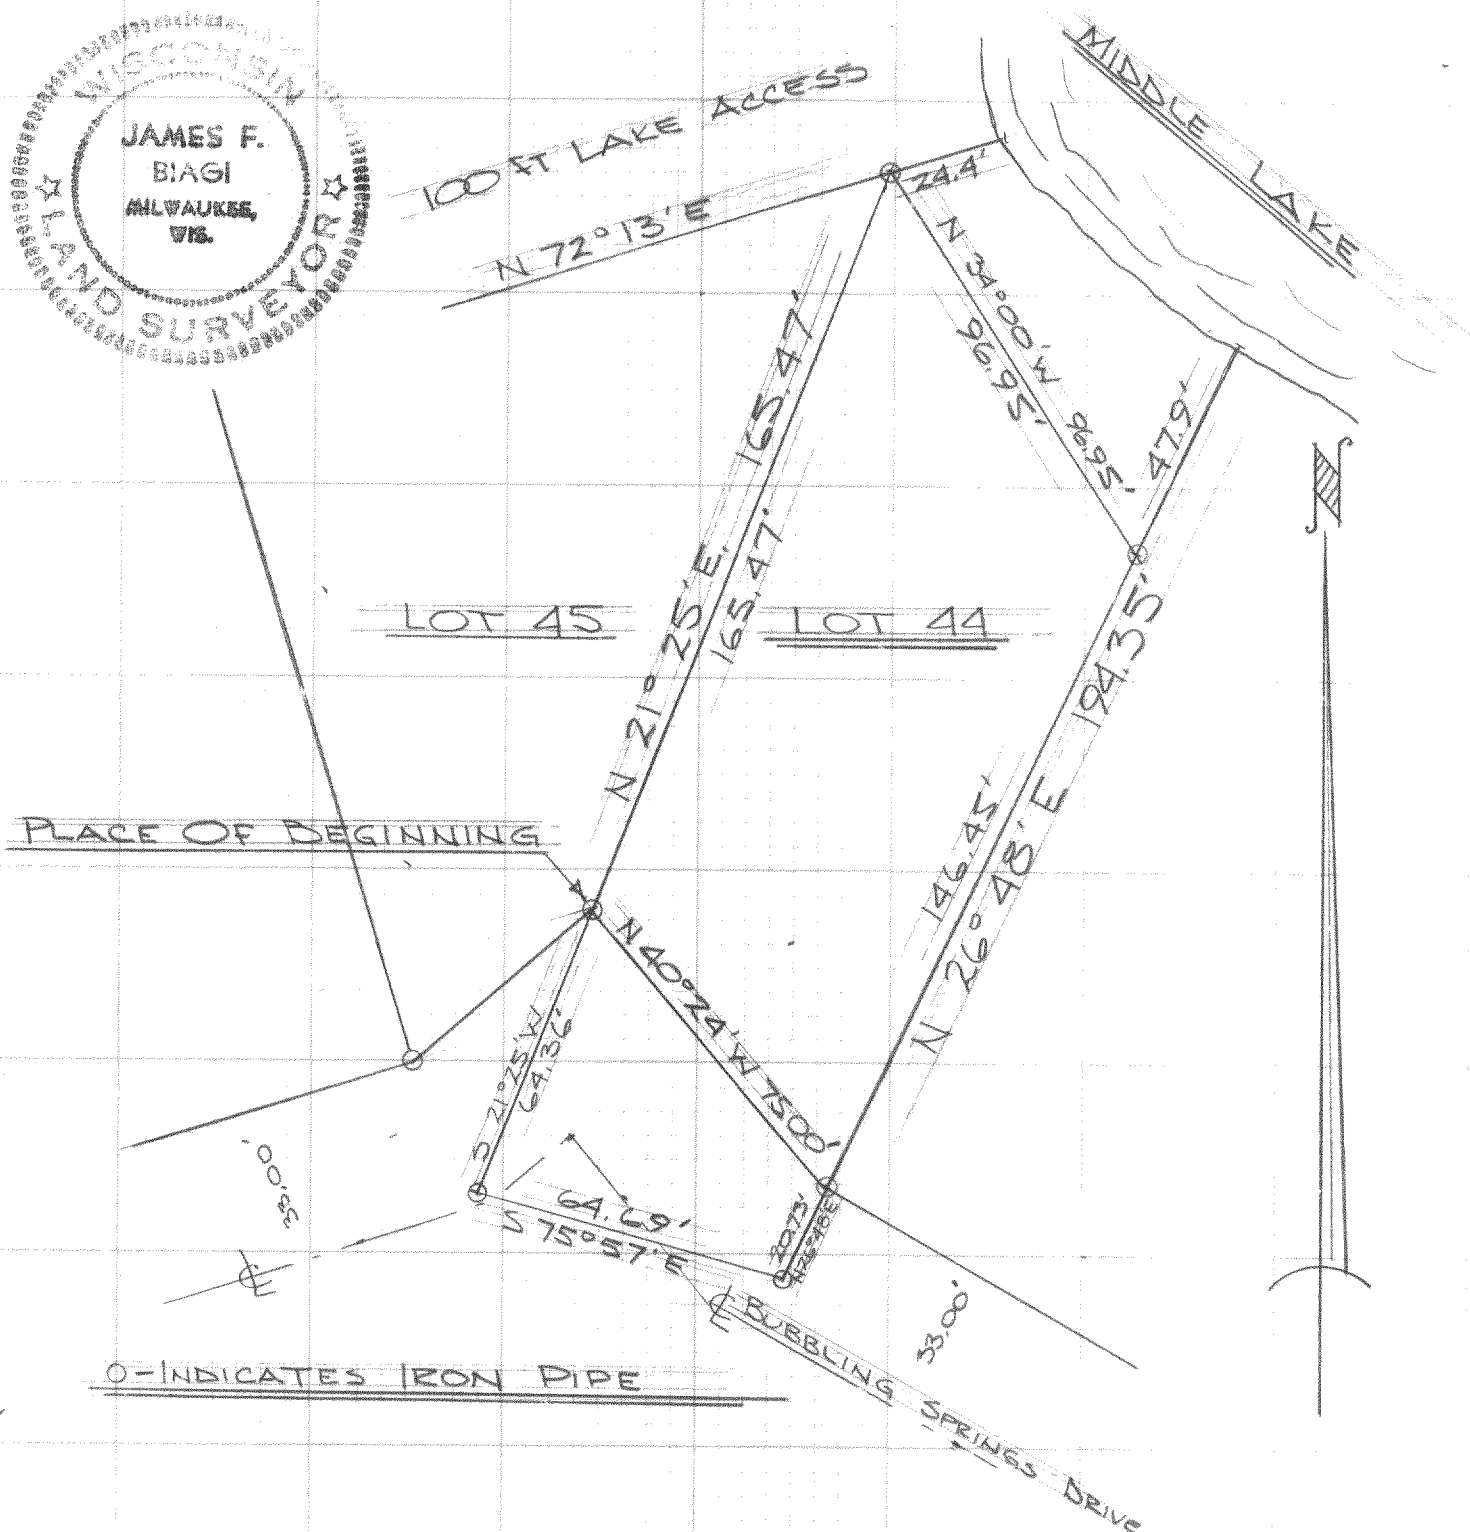 WISCONSIN
JAMES F.
BIAGI
MILWAUKEE,
WIS.
LAND SURVEYOR
100 FT LAKE ACCESS
MIDDLE LAKE
N 72°13'E
24.4'
N 34°00'W
96.95'
96.95'
47.9'
N 21° 25' E, 165.47'
165.47'
LOT 45
LOT 44
N 26° 48' E 194.35'
146.45'
PLACE OF BEGINNING
N 40°24'W 75.00'
S 21°25'W
64.36'
33.00'
64.69'
S 75°57'E
20.73'
N26°48'E
℄
℄ BUBBLING SPRINGS DRIVE
33.00'
O-INDICATES IRON PIPE
N